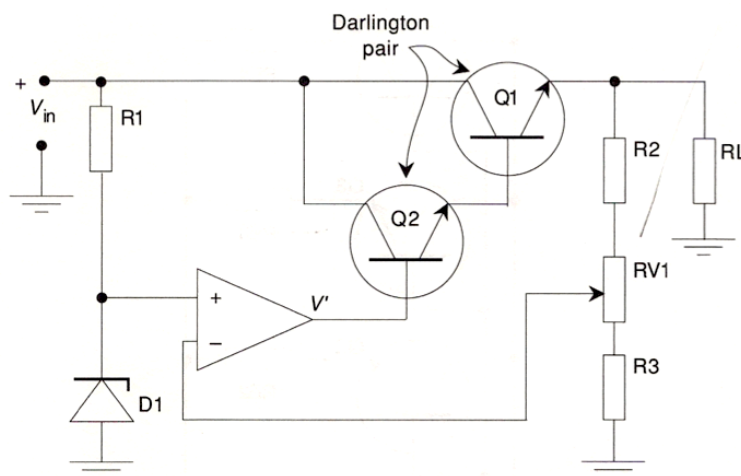 Darlington
pair
+
Vin
R1
Q1
R2
RL
Q2
RV1
+
V'
−
R3
D1